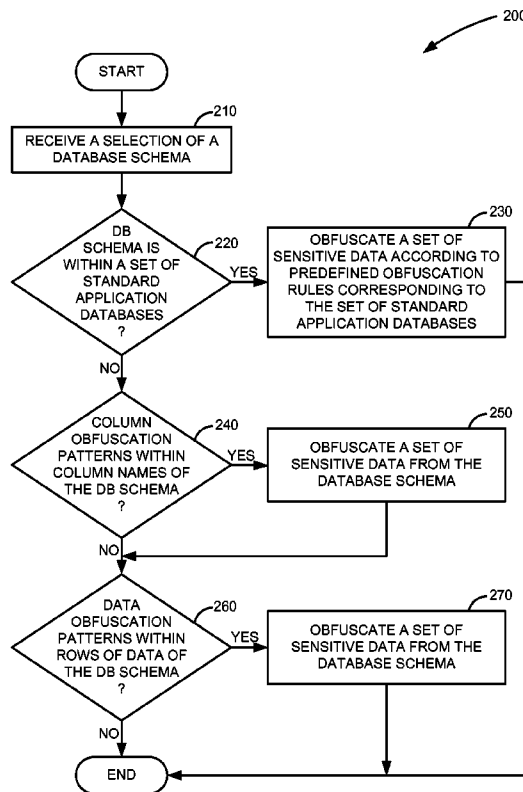 200
START
210
RECEIVE A SELECTION OF A
DATABASE SCHEMA
DB
SCHEMA IS
WITHIN A SET OF
STANDARD
APPLICATION
DATABASES
?
220
YES
230
OBFUSCATE A SET OF
SENSITIVE DATA ACCORDING TO
PREDEFINED OBFUSCATION
RULES CORRESPONDING TO
THE SET OF STANDARD
APPLICATION DATABASES
NO
COLUMN
OBFUSCATION
PATTERNS WITHIN
COLUMN NAMES OF
THE DB SCHEMA
?
240
YES
250
OBFUSCATE A SET OF
SENSITIVE DATA FROM THE
DATABASE SCHEMA
NO
DATA
OBFUSCATION
PATTERNS WITHIN
ROWS OF DATA OF
THE DB SCHEMA
?
260
YES
270
OBFUSCATE A SET OF
SENSITIVE DATA FROM THE
DATABASE SCHEMA
NO
END